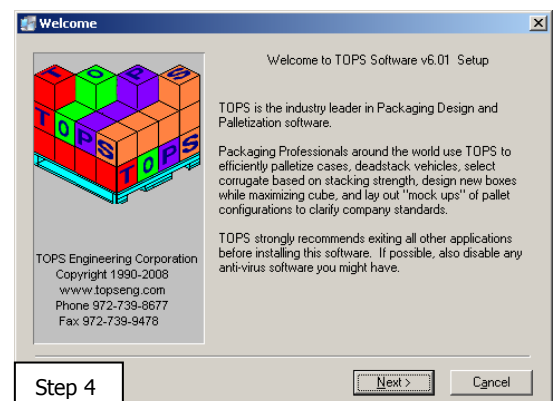 Welcome
Welcome to TOPS Software v6.01 Setup
T O P S
TOPS
TOPS
TOPS is the industry leader in Packaging Design and
Palletization software.
Packaging Professionals around the world use TOPS to
efficiently palletize cases, deadstack vehicles, select
corrugate based on stacking strength, design new boxes
while maximizing cube, and lay out "mock ups" of pallet
configurations to clarify company standards.
TOPS strongly recommends exiting all other applications
before installing this software. If possible, also disable any
anti-virus software you might have.
TOPS Engineering Corporation
Copyright 1990-2008
www.topseng.com
Phone 972-739-8677
Fax 972-739-9478
Step 4
Next >
Cancel